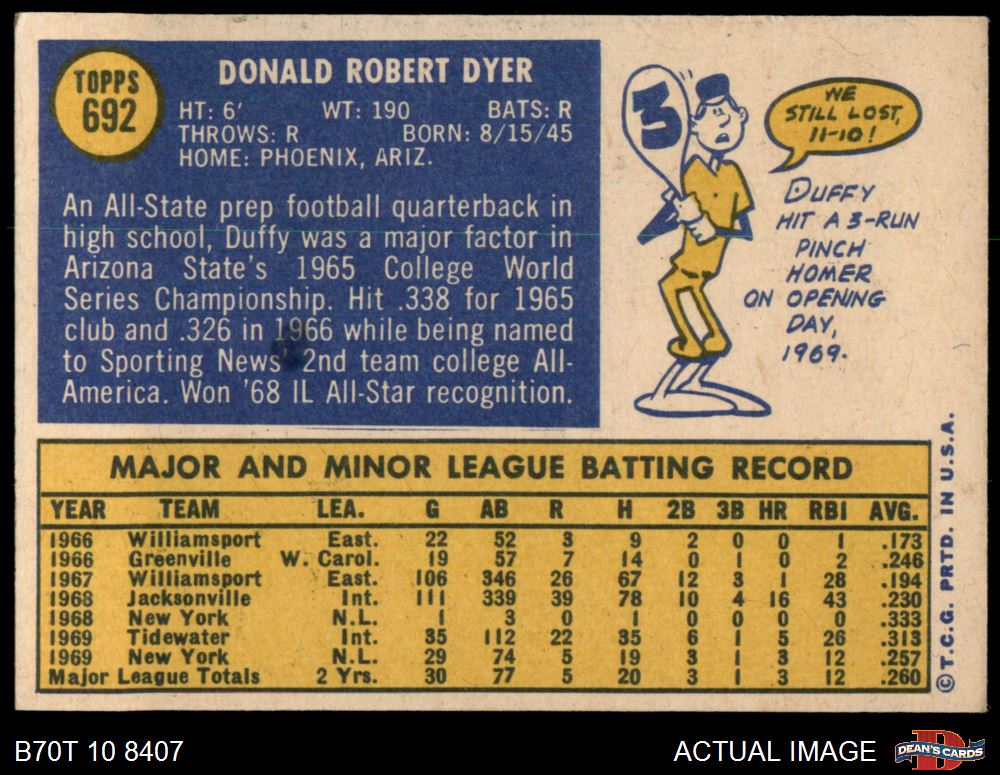 TOPPS
692
DONALD ROBERT DYER
HT: 6' WT: 190 BATS: R
THROWS: R BORN: 8/15/45
HOME: PHOENIX, ARIZ.
An All-State prep football quarterback in
high school, Duffy was a major factor in
Arizona State's 1965 College World
Series Championship. Hit .338 for 1965
club and .326 in 1966 while being named
to Sporting News' 2nd team college All-
America. Won '68 IL All-Star recognition.
3
WE
STILL LOST,
11-10!
DUFFY
HIT A 3-RUN
PINCH
HOMER
ON OPENING
DAY,
1969.
MAJOR AND MINOR LEAGUE BATTING RECORD
YEAR TEAM LEA. G AB R H 2B 3B HR RBI AVG.
1966 Williamsport East. 22 52 3 9 2 0 0 1 .173
1966 Greenville W. Carol. 19 57 7 14 0 1 0 2 .246
1967 Williamsport East. 106 346 26 67 12 3 1 28 .194
1968 Jacksonville Int. 111 339 39 78 10 4 16 43 .230
1968 New York N.L. 1 3 0 1 0 0 0 0 .333
1969 Tidewater Int. 35 112 22 35 6 1 5 26 .313
1969 New York N.L. 29 74 5 19 3 1 3 12 .257
Major League Totals 2 Yrs. 30 77 5 20 3 1 3 12 .260
© T.C.G. PRTD. IN U.S.A.
B70T 10 8407
ACTUAL IMAGE
D
DEAN'S CARDS